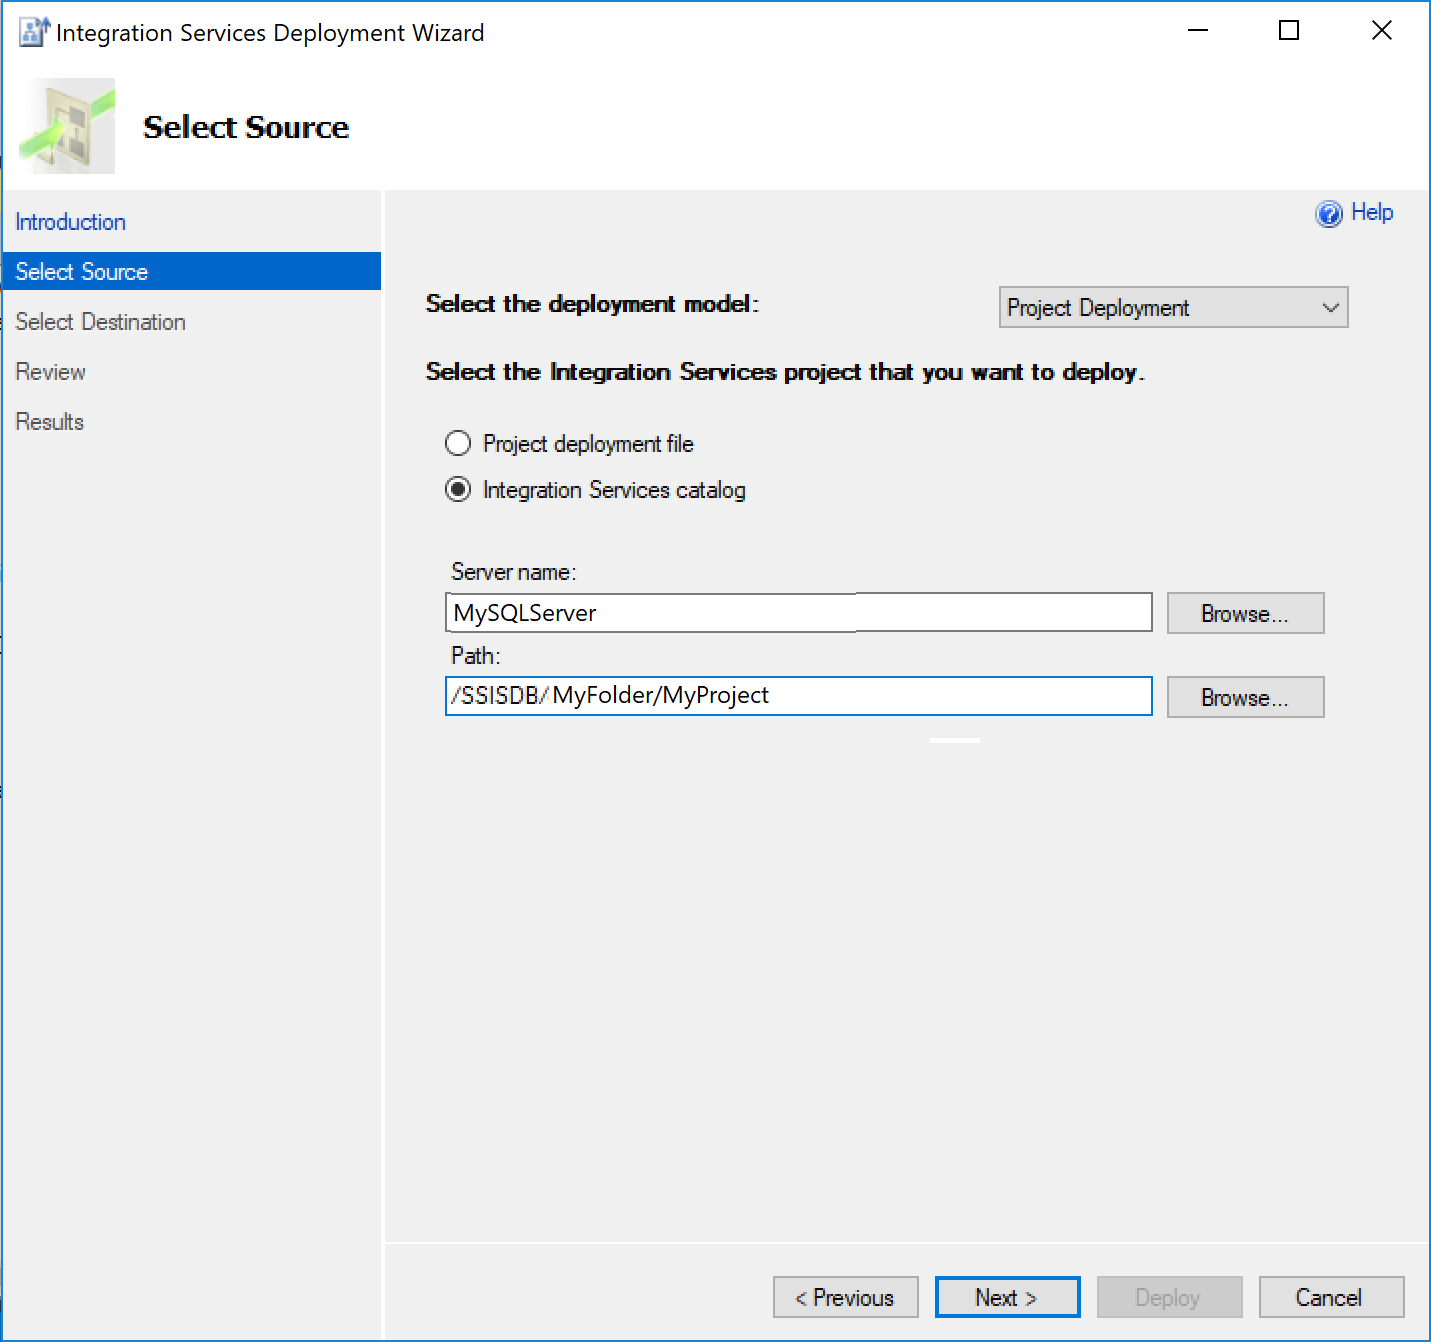 Integration Services Deployment Wizard
Select Source
Introduction
Select Source
Select Destination
Review
Results
Help
Select the deployment model:
Project Deployment
Select the Integration Services project that you want to deploy.
Project deployment file
Integration Services catalog
Server name:
MySQLServer
Browse...
Path:
/SSISDB/MyFolder/MyProject
Browse...
< Previous
Next >
Deploy
Cancel